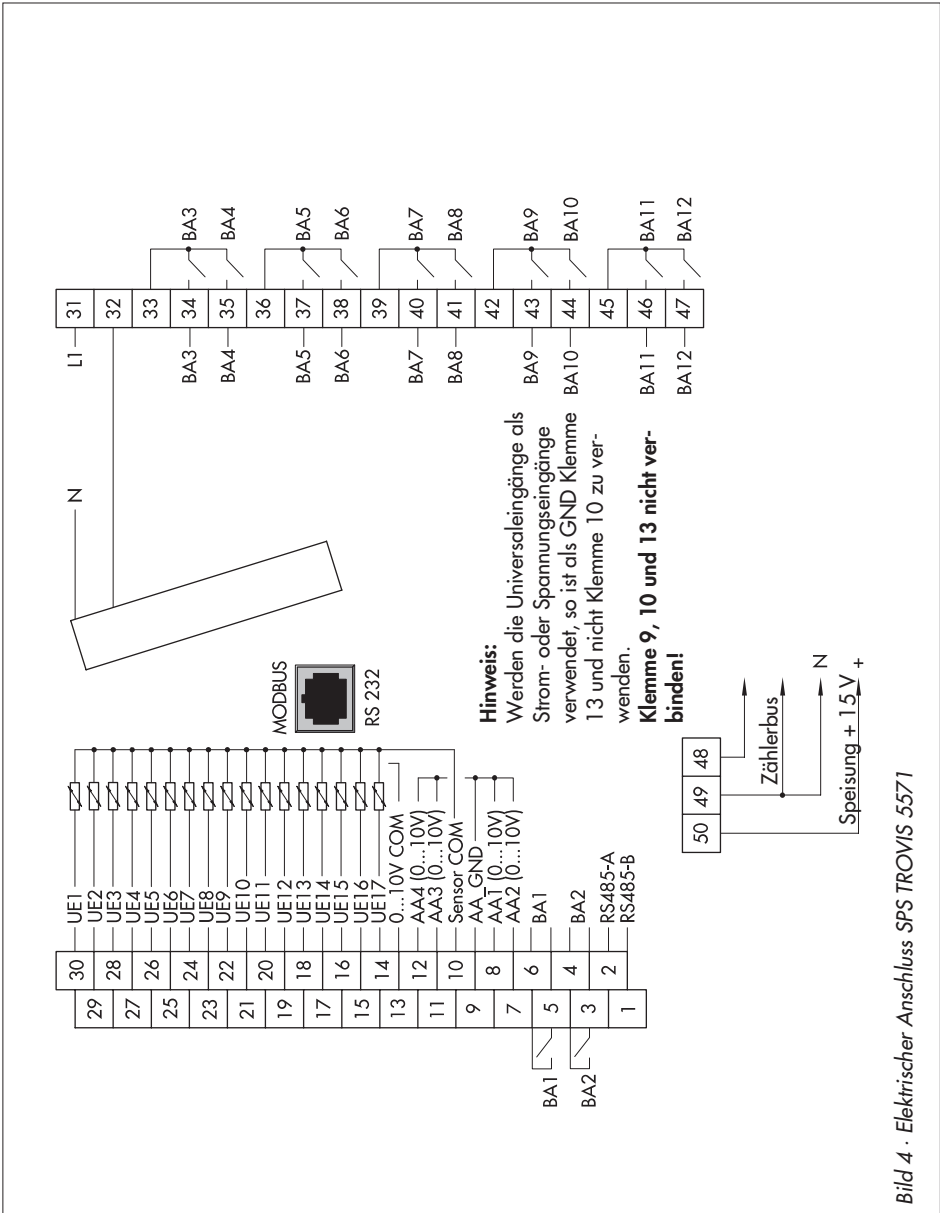 30
29
28
27
26
25
24
23
22
21
20
19
18
17
16
15
14
13
12
11
10
9
8
7
6
5
4
3
2
1
UE1
UE2
UE3
UE4
UE5
UE6
UE7
UE8
UE9
UE10
UE11
UE12
UE13
UE14
UE15
UE16
UE17
0...10V COM
AA4 (0...10V)
AA3 (0...10V)
Sensor COM
AA_GND
AA1 (0...10V)
AA2 (0...10V)
BA1
BA2
RS485-A
RS485-B
BA1
BA2
MODBUS
RS 232
N
L1
31
32
33
34
35
36
37
38
39
40
41
42
43
44
45
46
47
BA3
BA4
BA5
BA6
BA7
BA8
BA9
BA10
BA11
BA12
BA3
BA4
BA5
BA6
BA7
BA8
BA9
BA10
BA11
BA12
Hinweis:
Werden die Universaleingänge als
Strom- oder Spannungseingänge
verwendet, so ist als GND Klemme
13 und nicht Klemme 10 zu ver-
wenden.
Klemme 9, 10 und 13 nicht ver-
binden!
50 49 48
Zählerbus
N
Speisung + 15 V +
Bild 4 · Elektrischer Anschluss SPS TROVIS 5571